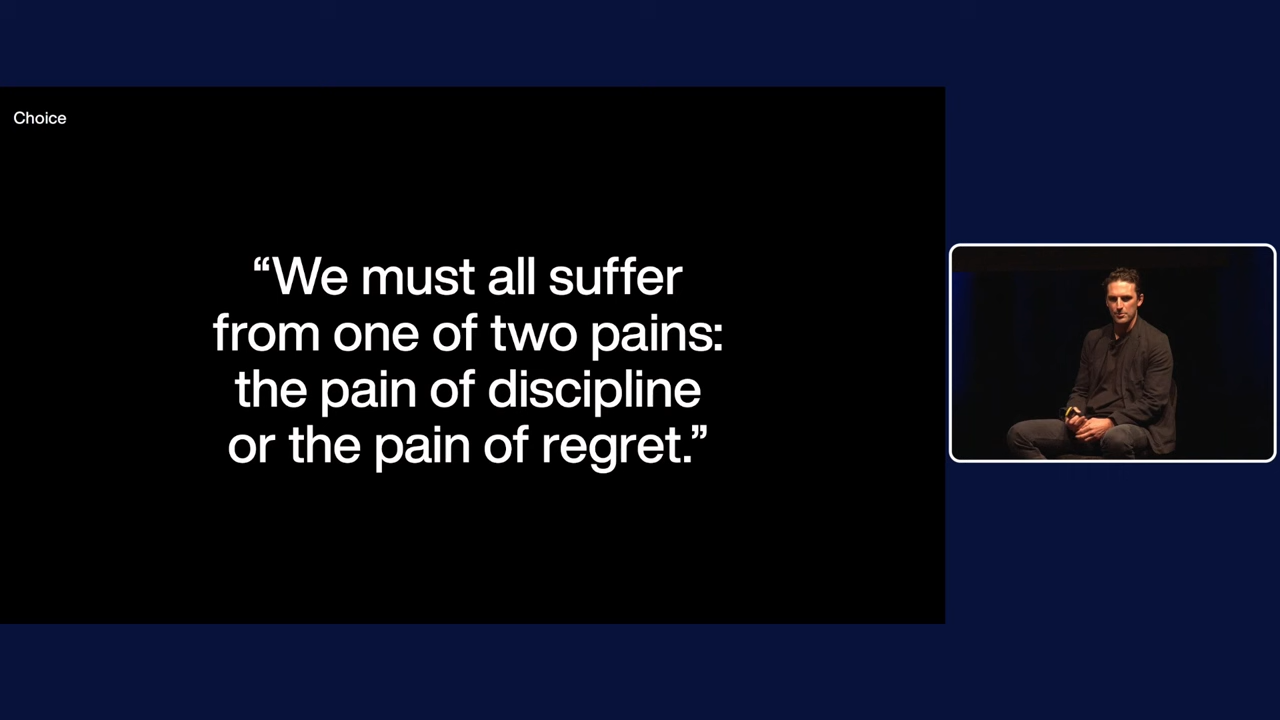 Choice
“We must all suffer
from one of two pains:
the pain of discipline
or the pain of regret.”